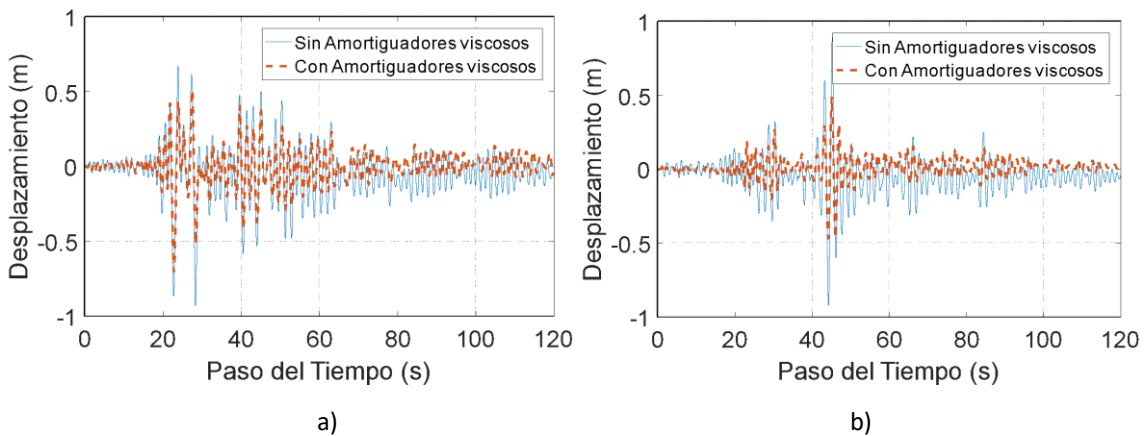 1
0.5
0
-0.5
-1
Desplazamiento (m)
Sin Amortiguadores viscosos
Con Amortiguadores viscosos
0 20 40 60 80 100 120
Paso del Tiempo (s)
a)
1
0.5
0
-0.5
-1
Desplazamiento (m)
Sin Amortiguadores viscosos
Con Amortiguadores viscosos
0 20 40 60 80 100 120
Paso del Tiempo (s)
b)